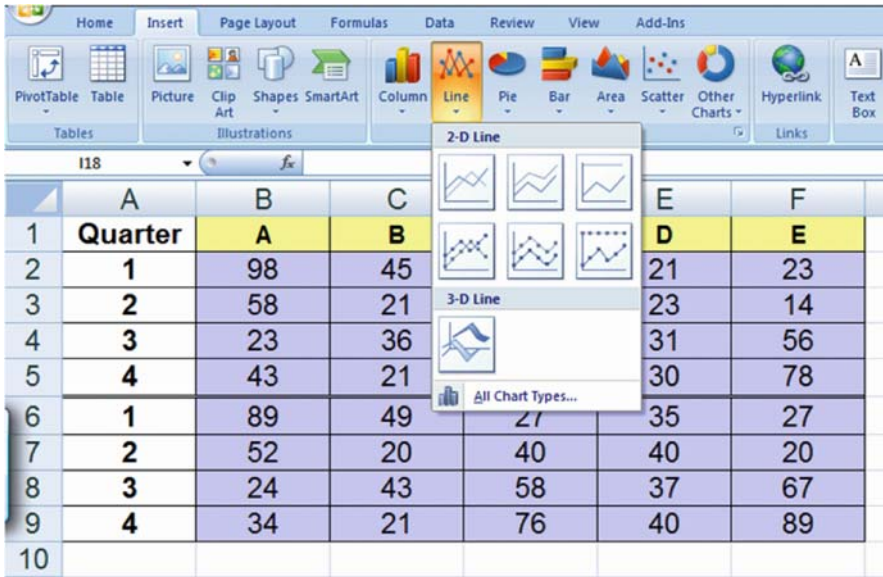 Home Insert Page Layout Formulas Data Review View Add-Ins
PivotTable Table Picture Clip Art Shapes SmartArt Column Line Pie Bar Area Scatter Other Charts Hyperlink Text Box
Tables Illustrations Links
2-D Line
I18 fx
A B C E F
1 Quarter A B D E
2 1 98 45 21 23
3 2 58 21 23 14
3-D Line
4 3 23 36 31 56
5 4 43 21 30 78
All Chart Types...
6 1 89 49 27 35 27
7 2 52 20 40 40 20
8 3 24 43 58 37 67
9 4 34 21 76 40 89
10